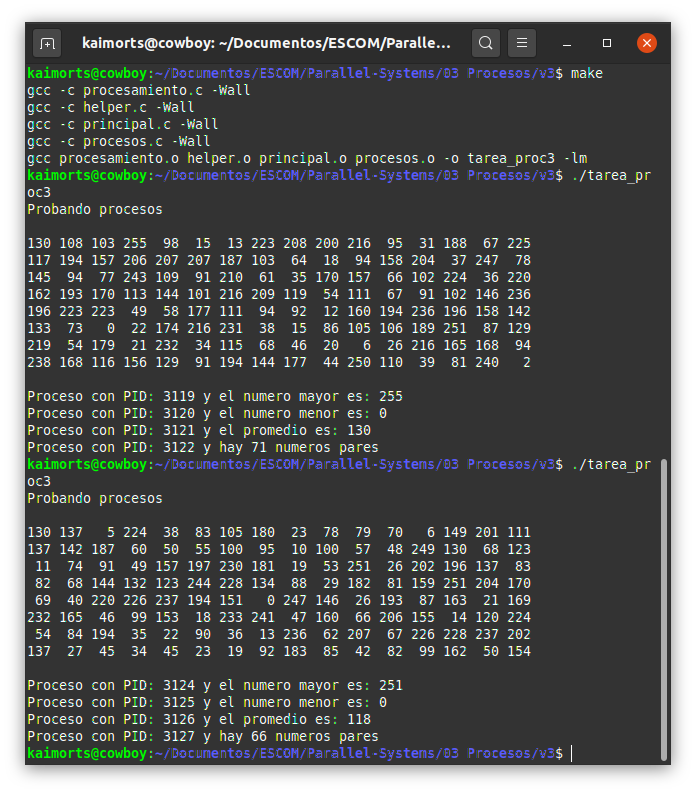 kaimorts@cowboy: ~/Documentos/ESCOM/Paralle...
kaimorts@cowboy:~/Documentos/ESCOM/Parallel-Systems/03 Procesos/v3$ make
gcc -c procesamiento.c -Wall
gcc -c helper.c -Wall
gcc -c principal.c -Wall
gcc -c procesos.c -Wall
gcc procesamiento.o helper.o principal.o procesos.o -o tarea_proc3 -lm
kaimorts@cowboy:~/Documentos/ESCOM/Parallel-Systems/03 Procesos/v3$ ./tarea_pr
oc3
Probando procesos
130 108 103 255  98  15  13 223 208 200 216  95  31 188  67 225
117 194 157 206 207 207 187 103  64  18  94 158 204  37 247  78
145  94  77 243 109  91 210  61  35 170 157  66 102 224  36 220
162 193 170 113 144 101 216 209 119  54 111  67  91 102 146 236
196 223 223  49  58 177 111  94  92  12 160 194 236 196 158 142
133  73   0  22 174 216 231  38  15  86 105 106 189 251  87 129
219  54 179  21 232  34 115  68  46  20   6  26 216 165 168  94
238 168 116 156 129  91 194 144 177  44 250 110  39  81 240   2
Proceso con PID: 3119 y el numero mayor es: 255
Proceso con PID: 3120 y el numero menor es: 0
Proceso con PID: 3121 y el promedio es: 130
Proceso con PID: 3122 y hay 71 numeros pares
kaimorts@cowboy:~/Documentos/ESCOM/Parallel-Systems/03 Procesos/v3$ ./tarea_pr
oc3
Probando procesos
130 137   5 224  38  83 105 180  23  78  79  70   6 149 201 111
137 142 187  60  50  55 100  95  10 100  57  48 249 130  68 123
 11  74  91  49 157 197 230 181  19  53 251  26 202 196 137  83
 82  68 144 132 123 244 228 134  88  29 182  81 159 251 204 170
 69  40 220 226 237 194 151   0 247 146  26 193  87 163  21 169
232 165  46  99 153  18 233 241  47 160  66 206 155  14 120 224
 54  84 194  35  22  90  36  13 236  62 207  67 226 228 237 202
137  27  45  34  45  23  19  92 183  85  42  82  99 162  50 154
Proceso con PID: 3124 y el numero mayor es: 251
Proceso con PID: 3125 y el numero menor es: 0
Proceso con PID: 3126 y el promedio es: 118
Proceso con PID: 3127 y hay 66 numeros pares
kaimorts@cowboy:~/Documentos/ESCOM/Parallel-Systems/03 Procesos/v3$